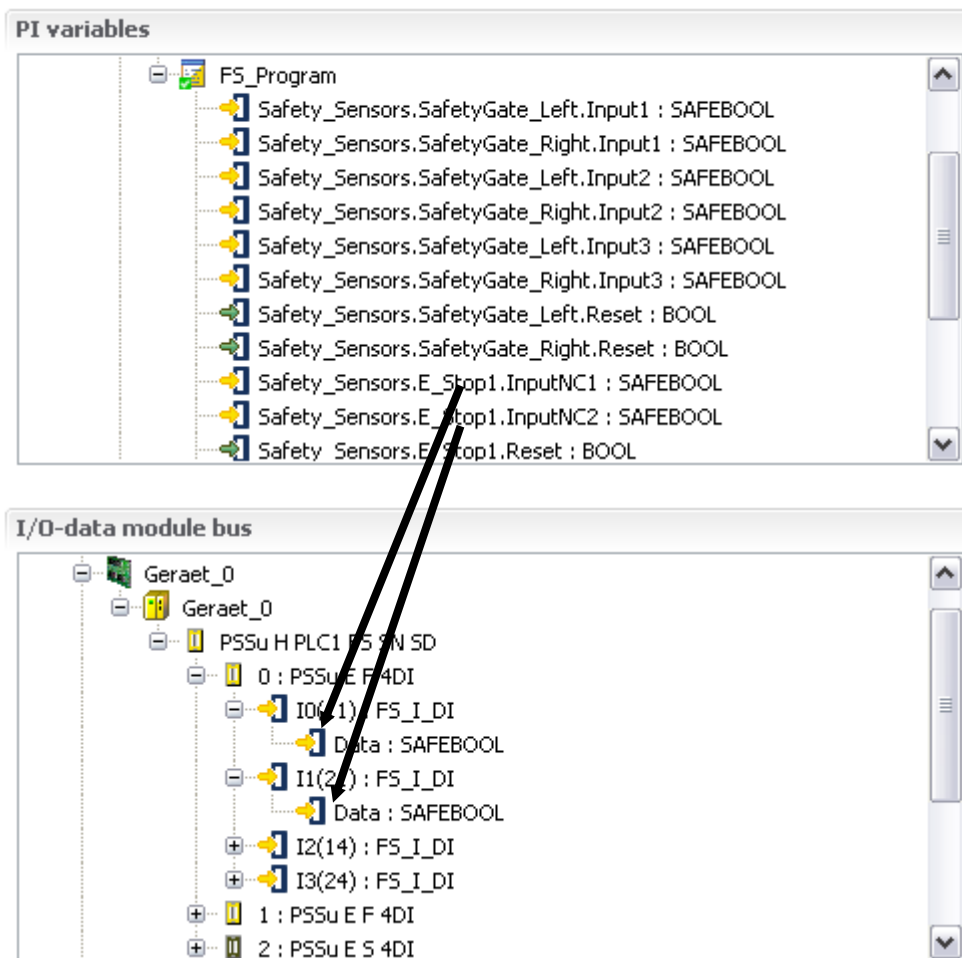 PI variables
FS_Program
Safety_Sensors.SafetyGate_Left.Input1 : SAFEBOOL
Safety_Sensors.SafetyGate_Right.Input1 : SAFEBOOL
Safety_Sensors.SafetyGate_Left.Input2 : SAFEBOOL
Safety_Sensors.SafetyGate_Right.Input2 : SAFEBOOL
Safety_Sensors.SafetyGate_Left.Input3 : SAFEBOOL
Safety_Sensors.SafetyGate_Right.Input3 : SAFEBOOL
Safety_Sensors.SafetyGate_Left.Reset : BOOL
Safety_Sensors.SafetyGate_Right.Reset : BOOL
Safety_Sensors.E_Stop1.InputNC1 : SAFEBOOL
Safety_Sensors.E_Stop1.InputNC2 : SAFEBOOL
Safety_Sensors.E_Stop1.Reset : BOOL
I/O-data module bus
Geraet_0
Geraet_0
PSSu H PLC1 FS SN SD
0 : PSSu E F 4DI
: FS_I_DI
Data : SAFEBOOL
: FS_I_DI
Data : SAFEBOOL
I2(14) : FS_I_DI
I3(24) : FS_I_DI
1 : PSSu E F 4DI
2 : PSSu E S 4DI